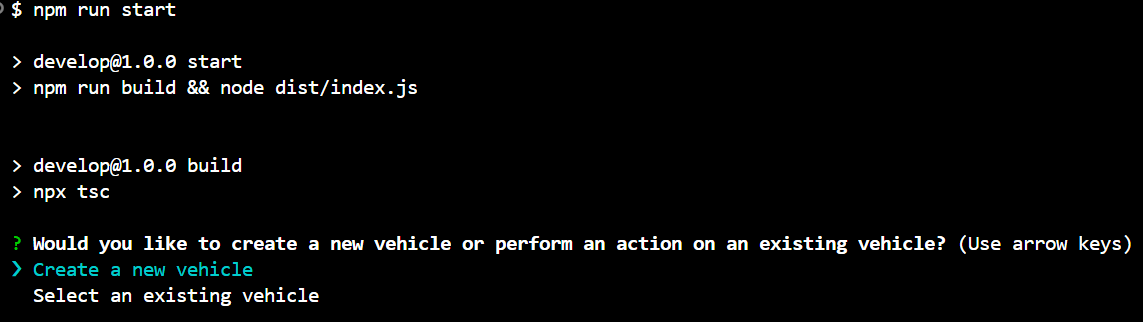 $ npm run start
> develop@1.0.0 start
> npm run build && node dist/index.js
> develop@1.0.0 build
> npx tsc
? Would you like to create a new vehicle or perform an action on an existing vehicle? (Use arrow keys)
❯ Create a new vehicle
Select an existing vehicle